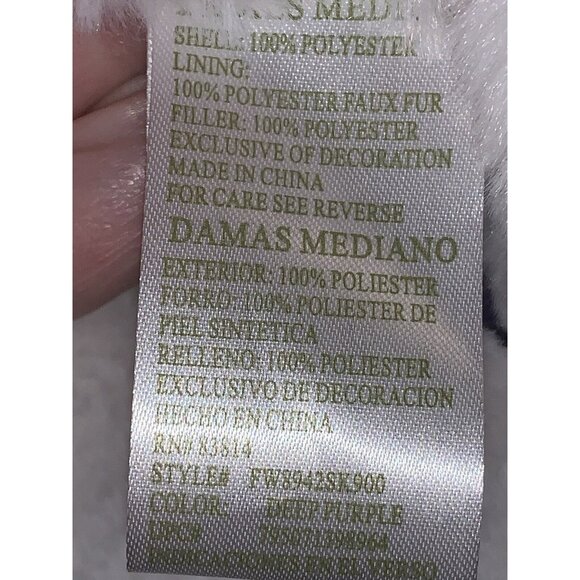 MEDI
SHELL: 100% POLYESTER
LINING:
100% POLYESTER FAUX FUR
FILLER: 100% POLYESTER
EXCLUSIVE OF DECORATION
MADE IN CHINA
FOR CARE SEE REVERSE
DAMAS MEDIANO
EXTERIOR: 100% POLIESTER
FORRO: 100% POLIESTER DE
PIEL SINTETICA
RELLENO: 100% POLIESTER
EXCLUSIVO DE DECORACION
HECHO EN CHINA
RN# 83814
STYLE# FW8942SK900
COLOR: DEEP PURPLE
UPC#